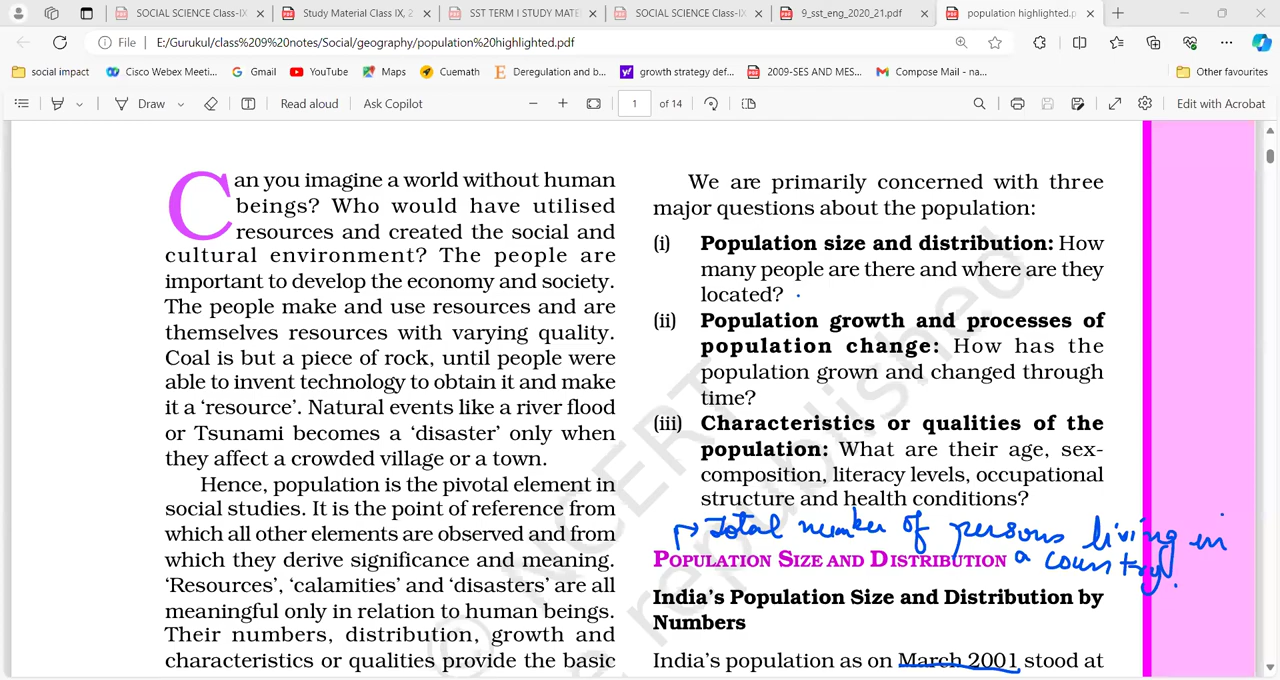 SOCIAL SCIENCE Class-IX
Study Material Class IX, 2
SST TERM I STUDY MATE
SOCIAL SCIENCE Class-IX
9_sst_eng_2020_21.pdf
population highlighted.p
File E:/Gurukul/class%209%20notes/Social/geography/population%20highlighted.pdf
social impact Cisco Webex Meeti... Gmail YouTube Maps Cuemath Deregulation and b... growth strategy def... 2009-SES AND MES... Compose Mail - na... Other favourites
Draw Read aloud Ask Copilot 1 of 14 Edit with Acrobat
Can you imagine a world without human
beings? Who would have utilised
resources and created the social and
cultural environment? The people are
important to develop the economy and society.
The people make and use resources and are
themselves resources with varying quality.
Coal is but a piece of rock, until people were
able to invent technology to obtain it and make
it a ‘resource’. Natural events like a river flood
or Tsunami becomes a ‘disaster’ only when
they affect a crowded village or a town.
Hence, population is the pivotal element in
social studies. It is the point of reference from
which all other elements are observed and from
which they derive significance and meaning.
‘Resources’, ‘calamities’ and ‘disasters’ are all
meaningful only in relation to human beings.
Their numbers, distribution, growth and
characteristics or qualities provide the basic
We are primarily concerned with three
major questions about the population:
(i) Population size and distribution: How
many people are there and where are they
located?
(ii) Population growth and processes of
population change: How has the
population grown and changed through
time?
(iii) Characteristics or qualities of the
population: What are their age, sex-
composition, literacy levels, occupational
structure and health conditions?
Total number of persons living in
a country.
POPULATION SIZE AND DISTRIBUTION
India’s Population Size and Distribution by
Numbers
India’s population as on March 2001 stood at
© NCERT
republished